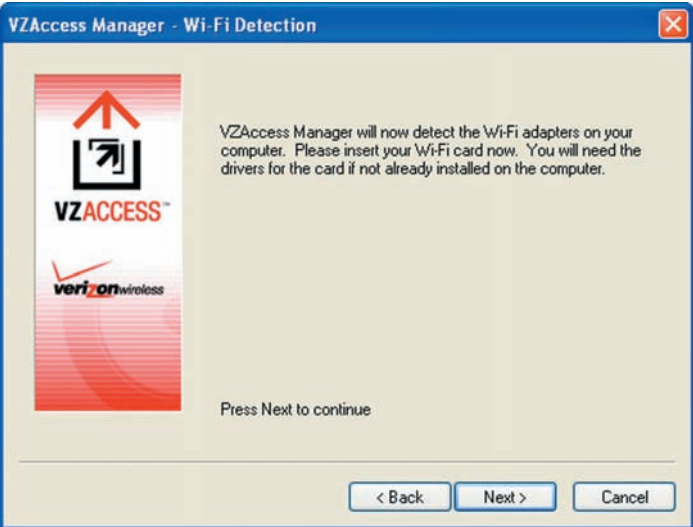 VZAccess Manager - Wi-Fi Detection
VZACCESS™
verizonwireless
VZAccess Manager will now detect the Wi-Fi adapters on your
computer. Please insert your Wi-Fi card now. You will need the
drivers for the card if not already installed on the computer.
Press Next to continue
< Back
Next >
Cancel